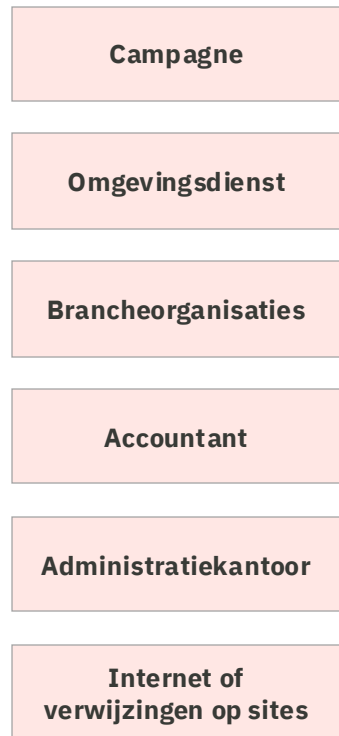 Campagne
Omgevingsdienst
Brancheorganisaties
Accountant
Administratiekantoor
Internet of
verwijzingen op sites